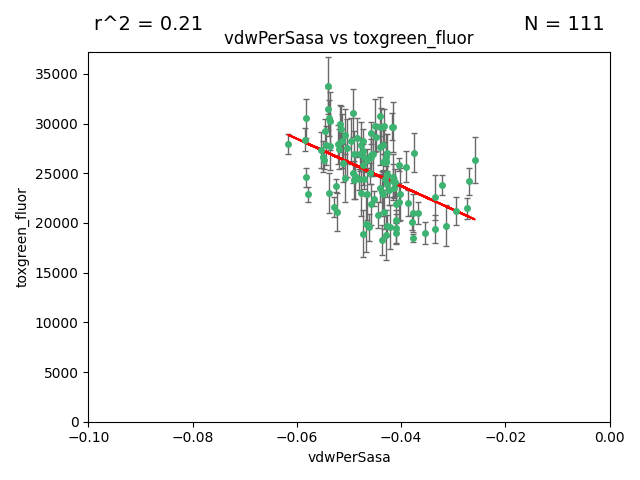 r^2 = 0.21
N = 111
vdwPerSasa vs toxgreen_fluor
35000
30000
25000
20000
15000
10000
5000
0
toxgreen_fluor
−0.10
−0.08
−0.06
−0.04
−0.02
0.00
vdwPerSasa